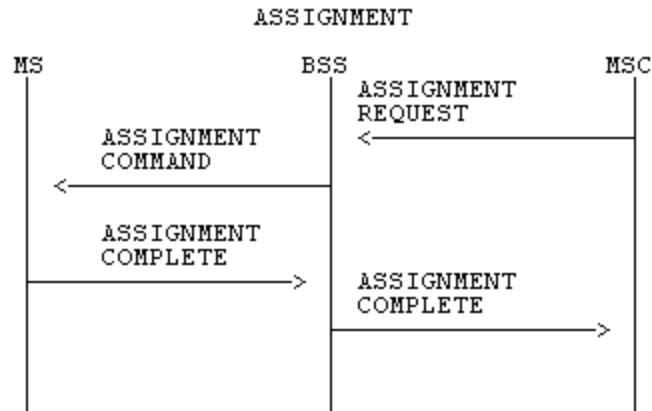 ASSIGNMENT
MS BSS MSC
ASSIGNMENT
REQUEST
ASSIGNMENT
COMMAND
ASSIGNMENT
COMPLETE
ASSIGNMENT
COMPLETE